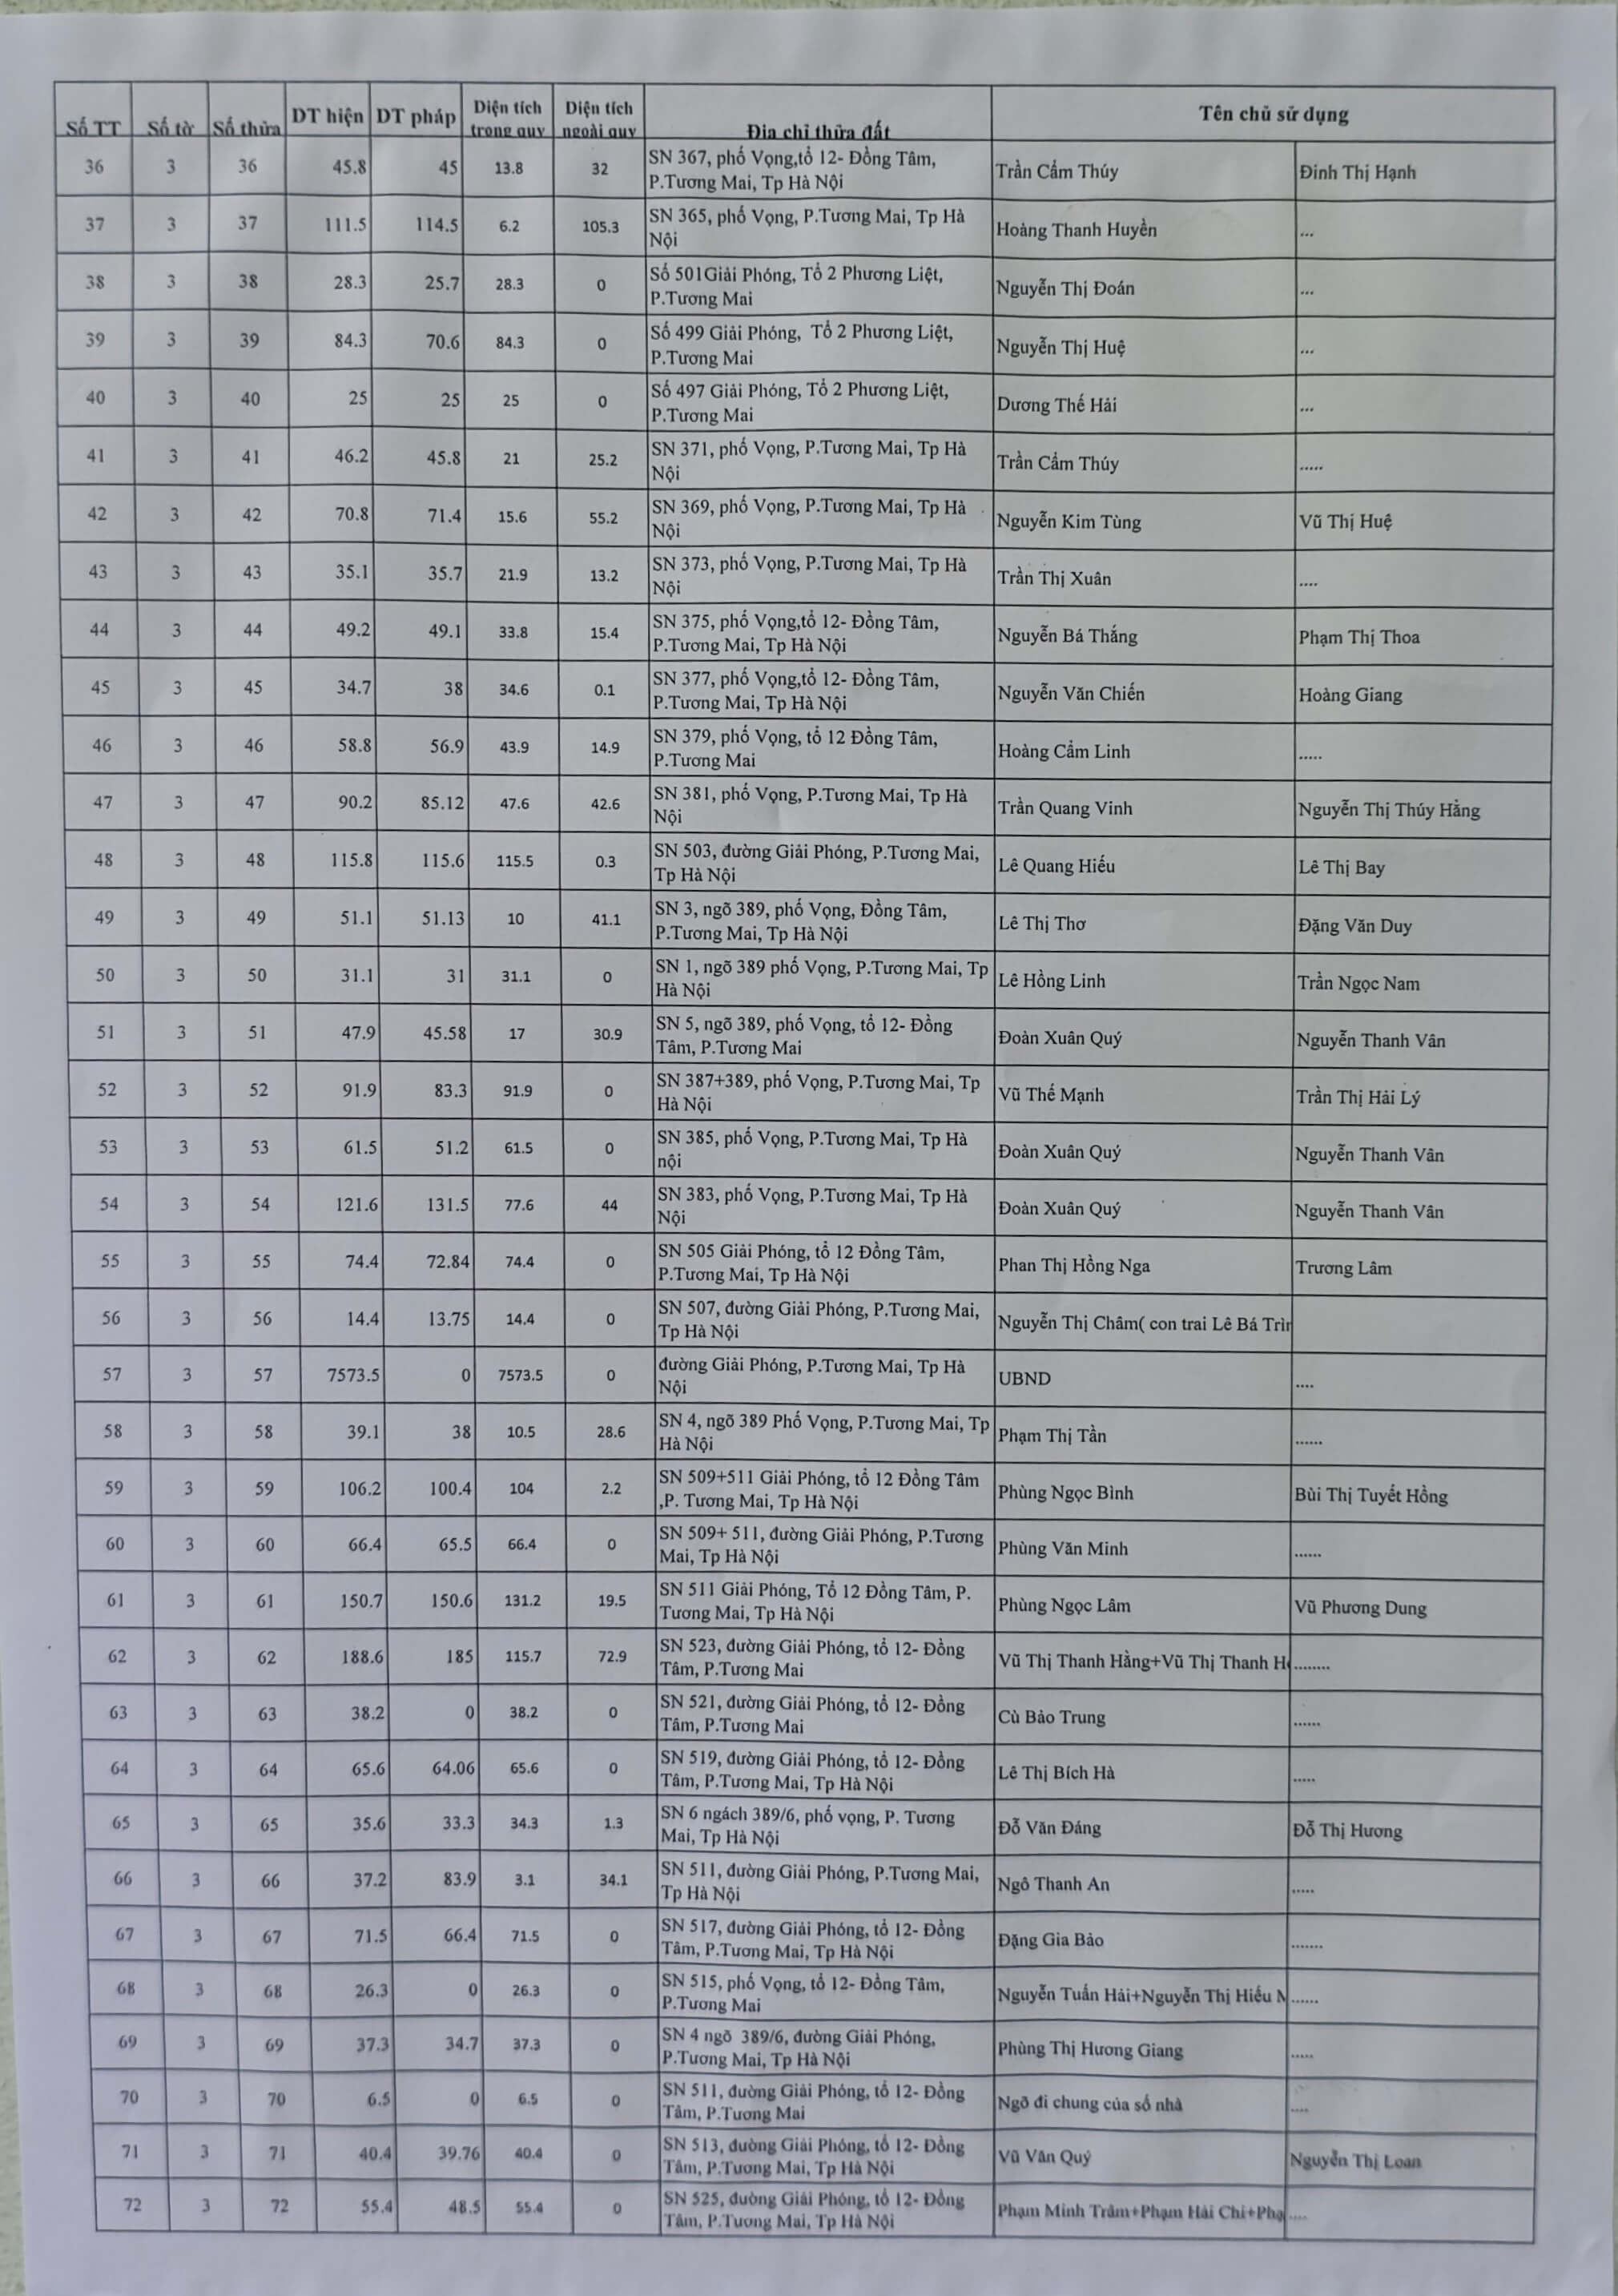 Số TT Số tờ Số thửa DT hiện DT pháp Diện tích trong quy Diện tích ngoài quy Địa chỉ thửa đất Tên chủ sử dụng
36 3 36 45.8 45 13.8 32 SN 367, phố Vọng,tổ 12- Đồng Tâm, Trần Cẩm Thúy Đinh Thị Hạnh
P.Tương Mai, Tp Hà Nội
37 3 37 111.5 114.5 6.2 105.3 SN 365, phố Vọng, P.Tương Mai, Tp Hà Hoàng Thanh Huyền ...
Nội
38 3 38 28.3 25.7 28.3 0 Số 501Giải Phóng, Tổ 2 Phương Liệt, Nguyễn Thị Đoán ...
P.Tương Mai
39 3 39 84.3 70.6 84.3 0 Số 499 Giải Phóng, Tổ 2 Phương Liệt, Nguyễn Thị Huệ ...
P.Tương Mai
40 3 40 25 25 25 0 Số 497 Giải Phóng, Tổ 2 Phương Liệt, Dương Thế Hải ...
P.Tương Mai
41 3 41 46.2 45.8 21 25.2 SN 371, phố Vọng, P.Tương Mai, Tp Hà Trần Cẩm Thúy .....
Nội
42 3 42 70.8 71.4 15.6 55.2 SN 369, phố Vọng, P.Tương Mai, Tp Hà Nguyễn Kim Tùng Vũ Thị Huệ
Nội
43 3 43 35.1 35.7 21.9 13.2 SN 373, phố Vọng, P.Tương Mai, Tp Hà Trần Thị Xuân ....
Nội
44 3 44 49.2 49.1 33.8 15.4 SN 375, phố Vọng,tổ 12- Đồng Tâm, Nguyễn Bá Thắng Phạm Thị Thoa
P.Tương Mai, Tp Hà Nội
45 3 45 34.7 38 34.6 0.1 SN 377, phố Vọng,tổ 12- Đồng Tâm, Nguyễn Văn Chiến Hoàng Giang
P.Tương Mai, Tp Hà Nội
46 3 46 58.8 56.9 43.9 14.9 SN 379, phố Vọng, tổ 12 Đồng Tâm, Hoàng Cẩm Linh .....
P.Tương Mai
47 3 47 90.2 85.12 47.6 42.6 SN 381, phố Vọng, P.Tương Mai, Tp Hà Trần Quang Vinh Nguyễn Thị Thúy Hằng
Nội
48 3 48 115.8 115.6 115.5 0.3 SN 503, đường Giải Phóng, P.Tương Mai, Lê Quang Hiếu Lê Thị Bay
Tp Hà Nội
49 3 49 51.1 51.13 10 41.1 SN 3, ngõ 389, phố Vọng, Đồng Tâm, Lê Thị Thơ Đặng Văn Duy
P.Tương Mai, Tp Hà Nội
50 3 50 31.1 31 31.1 0 SN 1, ngõ 389 phố Vọng, P.Tương Mai, Tp Lê Hồng Linh Trần Ngọc Nam
Hà Nội
51 3 51 47.9 45.58 17 30.9 SN 5, ngõ 389, phố Vọng, tổ 12- Đồng Đoàn Xuân Quý Nguyễn Thanh Vân
Tâm, P.Tương Mai
52 3 52 91.9 83.3 91.9 0 SN 387+389, phố Vọng, P.Tương Mai, Tp Vũ Thế Mạnh Trần Thị Hải Lý
Hà Nội
53 3 53 61.5 51.2 61.5 0 SN 385, phố Vọng, P.Tương Mai, Tp Hà Đoàn Xuân Quý Nguyễn Thanh Vân
nội
54 3 54 121.6 131.5 77.6 44 SN 383, phố Vọng, P.Tương Mai, Tp Hà Đoàn Xuân Quý Nguyễn Thanh Vân
Nội
55 3 55 74.4 72.84 74.4 0 SN 505 Giải Phóng, tổ 12 Đồng Tâm, Phan Thị Hồng Nga Trương Lâm
P.Tương Mai, Tp Hà Nội
56 3 56 14.4 13.75 14.4 0 SN 507, đường Giải Phóng, P.Tương Mai, Nguyễn Thị Châm( con trai Lê Bá Trìn
Tp Hà Nội
57 3 57 7573.5 0 7573.5 0 đường Giải Phóng, P.Tương Mai, Tp Hà UBND ....
Nội
58 3 58 39.1 38 10.5 28.6 SN 4, ngõ 389 Phố Vọng, P.Tương Mai, Tp Phạm Thị Tần ......
Hà Nội
59 3 59 106.2 100.4 104 2.2 SN 509+511 Giải Phóng, tổ 12 Đồng Tâm Phùng Ngọc Bình Bùi Thị Tuyết Hồng
,P. Tương Mai, Tp Hà Nội
60 3 60 66.4 65.5 66.4 0 SN 509+ 511, đường Giải Phóng, P.Tương Phùng Văn Minh ......
Mai, Tp Hà Nội
61 3 61 150.7 150.6 131.2 19.5 SN 511 Giải Phóng, Tổ 12 Đồng Tâm, P. Phùng Ngọc Lâm Vũ Phương Dung
Tương Mai, Tp Hà Nội
62 3 62 188.6 185 115.7 72.9 SN 523, đường Giải Phóng, tổ 12- Đồng Vũ Thị Thanh Hằng+Vũ Thị Thanh ........
Tâm, P.Tương Mai
63 3 63 38.2 0 38.2 0 SN 521, đường Giải Phóng, tổ 12- Đồng Cù Bảo Trung ......
Tâm, P.Tương Mai
64 3 64 65.6 64.06 65.6 0 SN 519, đường Giải Phóng, tổ 12- Đồng Lê Thị Bích Hà .....
Tâm, P.Tương Mai, Tp Hà Nội
65 3 65 35.6 33.3 34.3 1.3 SN 6 ngách 389/6, phố vọng, P. Tương Đỗ Văn Đáng Đỗ Thị Hương
Mai, Tp Hà Nội
66 3 66 37.2 83.9 3.1 34.1 SN 511, đường Giải Phóng, P.Tương Mai, Ngô Thanh An .....
Tp Hà Nội
67 3 67 71.5 66.4 71.5 0 SN 517, đường Giải Phóng, tổ 12- Đồng Đặng Gia Bảo .......
Tâm, P.Tương Mai, Tp Hà Nội
68 3 68 26.3 0 26.3 0 SN 515, phố Vọng, tổ 12- Đồng Tâm, Nguyễn Tuấn Hải+Nguyễn Thị Hiếu ......
P.Tương Mai
69 3 69 37.3 34.7 37.3 0 SN 4 ngõ 389/6, đường Giải Phóng, Phùng Thị Hương Giang .....
P.Tương Mai, Tp Hà Nội
70 3 70 6.5 0 6.5 0 SN 511, đường Giải Phóng, tổ 12- Đồng Ngõ đi chung của số nhà ....
Tâm, P.Tương Mai
71 3 71 40.4 39.76 40.4 0 SN 513, đường Giải Phóng, tổ 12- Đồng Vũ Văn Quý Nguyễn Thị Loan
Tâm, P.Tương Mai, Tp Hà Nội
72 3 72 55.4 48.5 55.4 0 SN 525, đường Giải Phóng, tổ 12- Đồng Phạm Minh Trâm+Phạm Hải Chi+Phạ ....
Tâm, P.Tương Mai, Tp Hà Nội